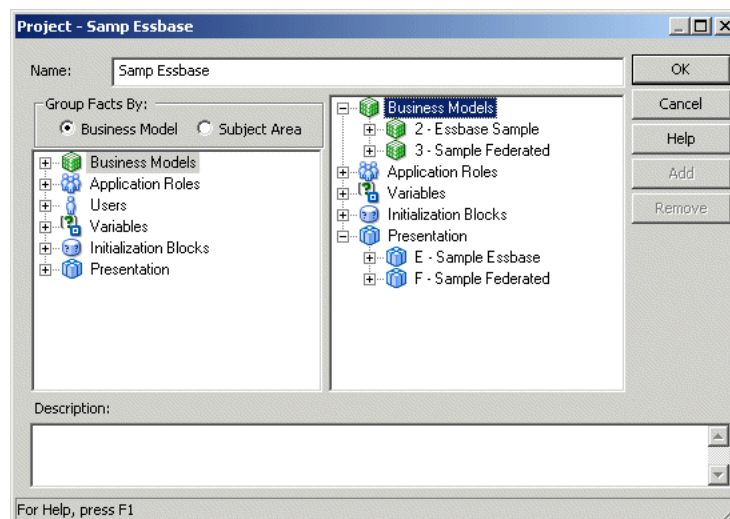 Project - Samp Essbase
Name: Samp Essbase
OK
Cancel
Help
Add
Remove
Group Facts By:
Business Model Subject Area
Business Models
Application Roles
Users
Variables
Initialization Blocks
Presentation
Business Models
2 - Essbase Sample
3 - Sample Federated
Application Roles
Variables
Initialization Blocks
Presentation
E - Sample Essbase
F - Sample Federated
Description:
For Help, press F1